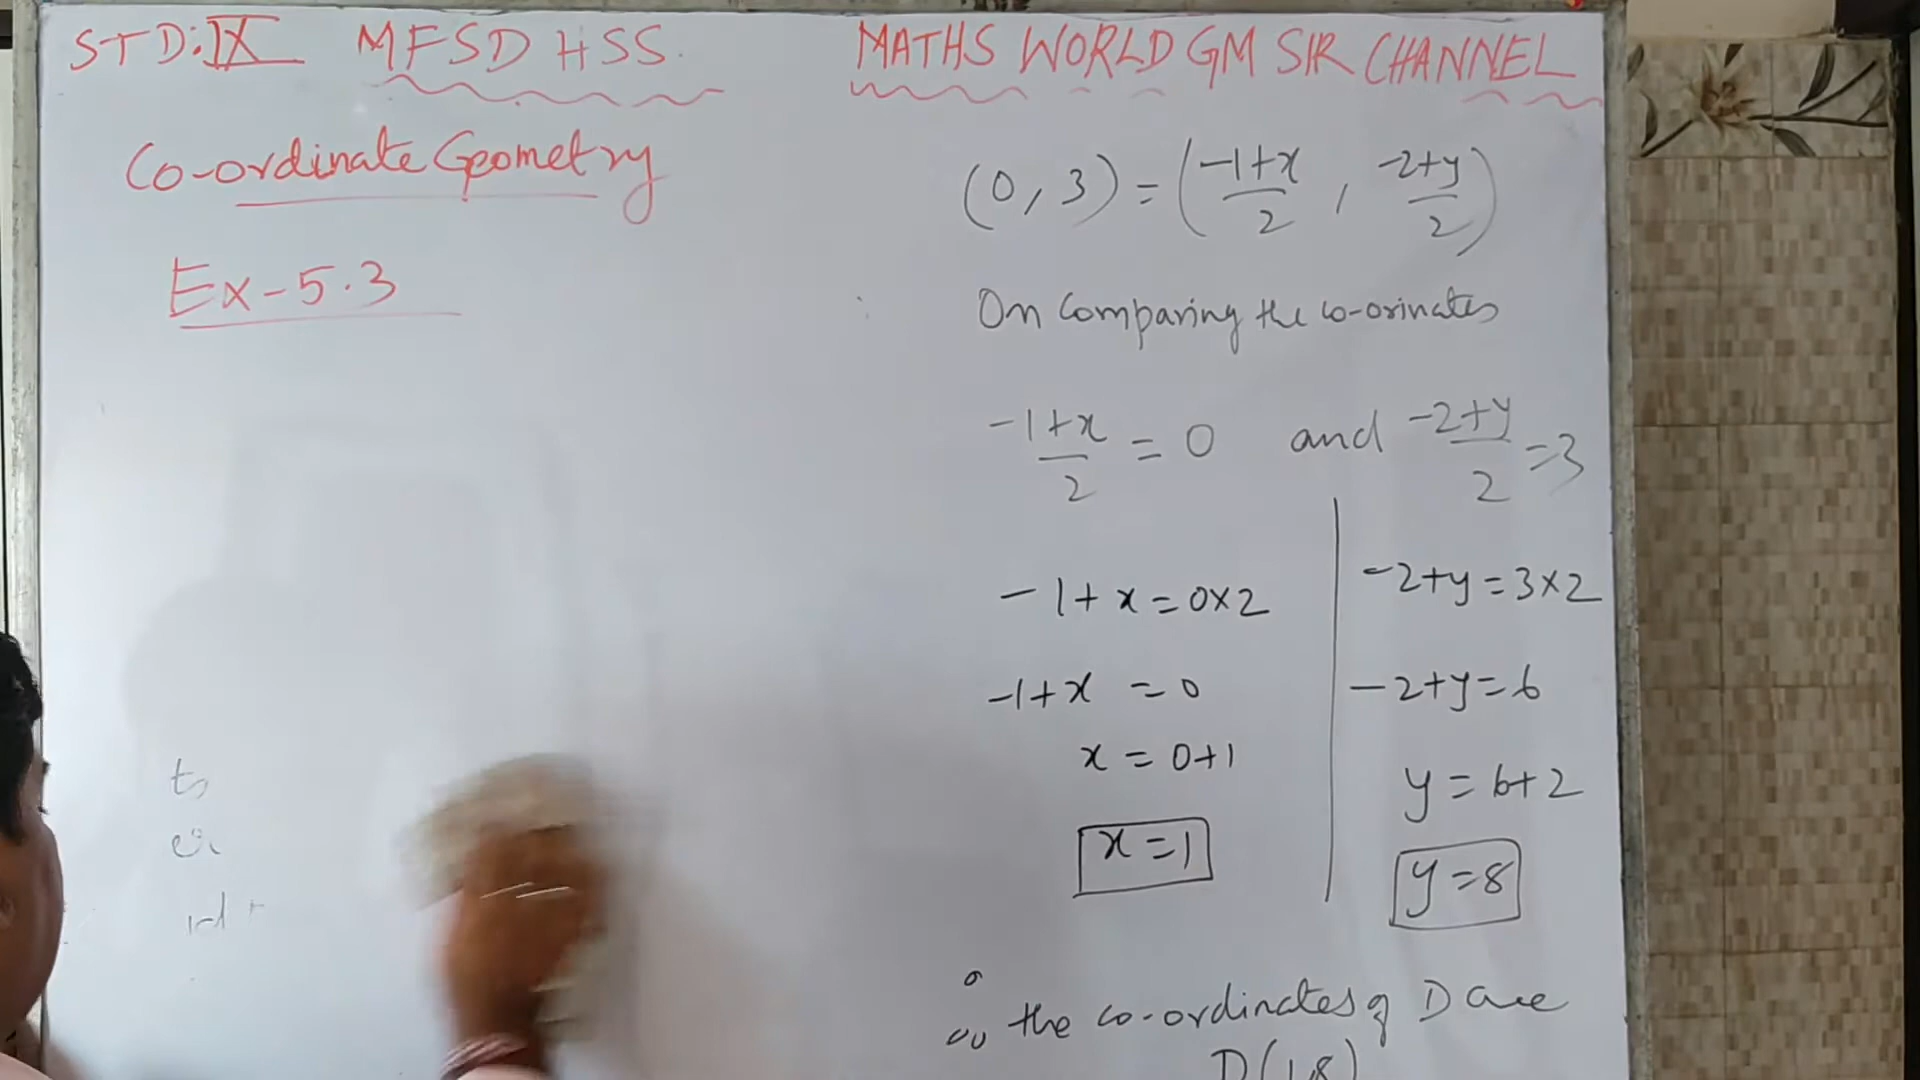 STD: IX MFSD HSS. MATHS WORLD GM SIR CHANNEL
Co-ordinate Geometry
Ex-5.3
(0, 3) = (-1+x/2 , -2+y/2)
On Comparing the co-orinates
-1+x/2 = 0 and -2+y/2 = 3
-1+x = 0×2
-1+x = 0
x = 0+1
x = 1
-2+y = 3×2
-2+y = 6
y = 6+2
y = 8
∴ the co-ordinates of D are
D(1,8)